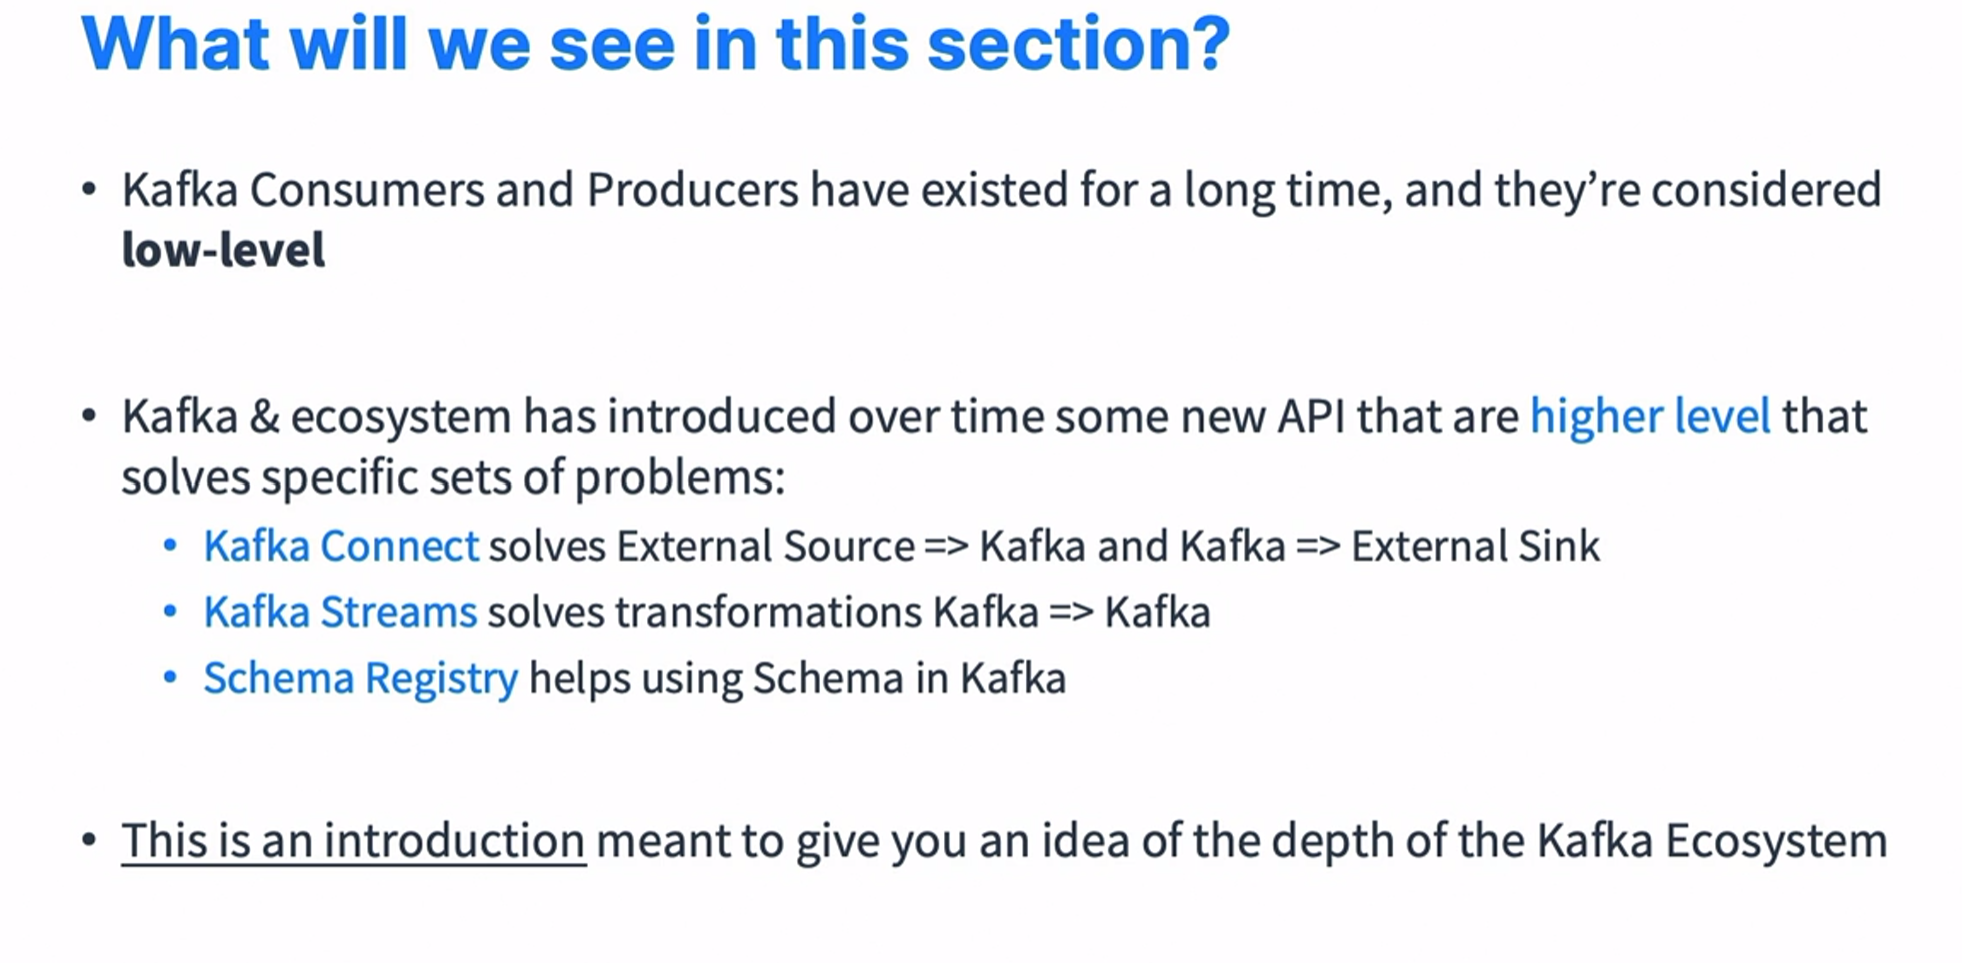 What will we see in this section?
• Kafka Consumers and Producers have existed for a long time, and they’re considered
low-level
• Kafka & ecosystem has introduced over time some new API that are higher level that
solves specific sets of problems:
• Kafka Connect solves External Source => Kafka and Kafka => External Sink
• Kafka Streams solves transformations Kafka => Kafka
• Schema Registry helps using Schema in Kafka
• This is an introduction meant to give you an idea of the depth of the Kafka Ecosystem